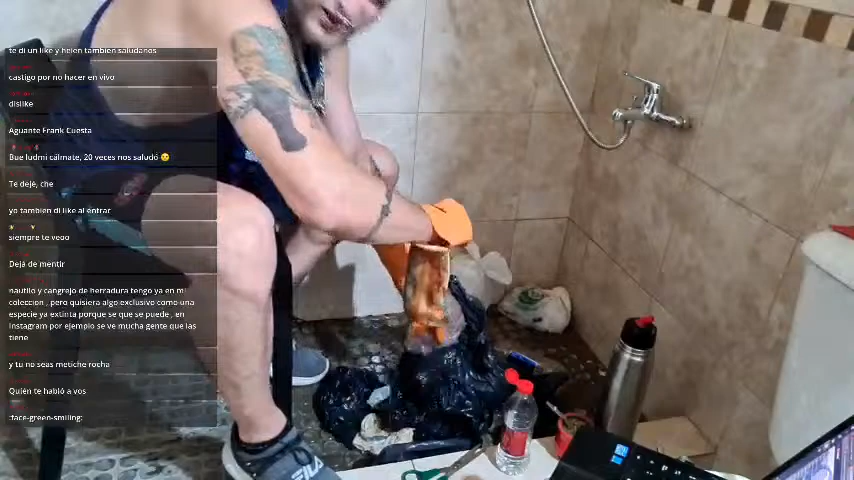 te di un like y helen tambien saludanos
castigo por no hacer en vivo
dislike
Aguante Frank Cuesta
Bue ludmi cálmate, 20 veces nos saludó 😢
Te dejé, che
yo tambien di like al entrar
siempre te veoo
Dejá de mentir
nautilo y cangrejo de herradura tengo ya en mi
coleccion , pero quisiera algo exclusivo como una
especie ya extinta porque se que se puede , en
Instagram por ejemplo se ve mucha gente que las
tiene
y tu no seas metiche rocha
Quién te habló a vos
:face-green-smiling:
FILA